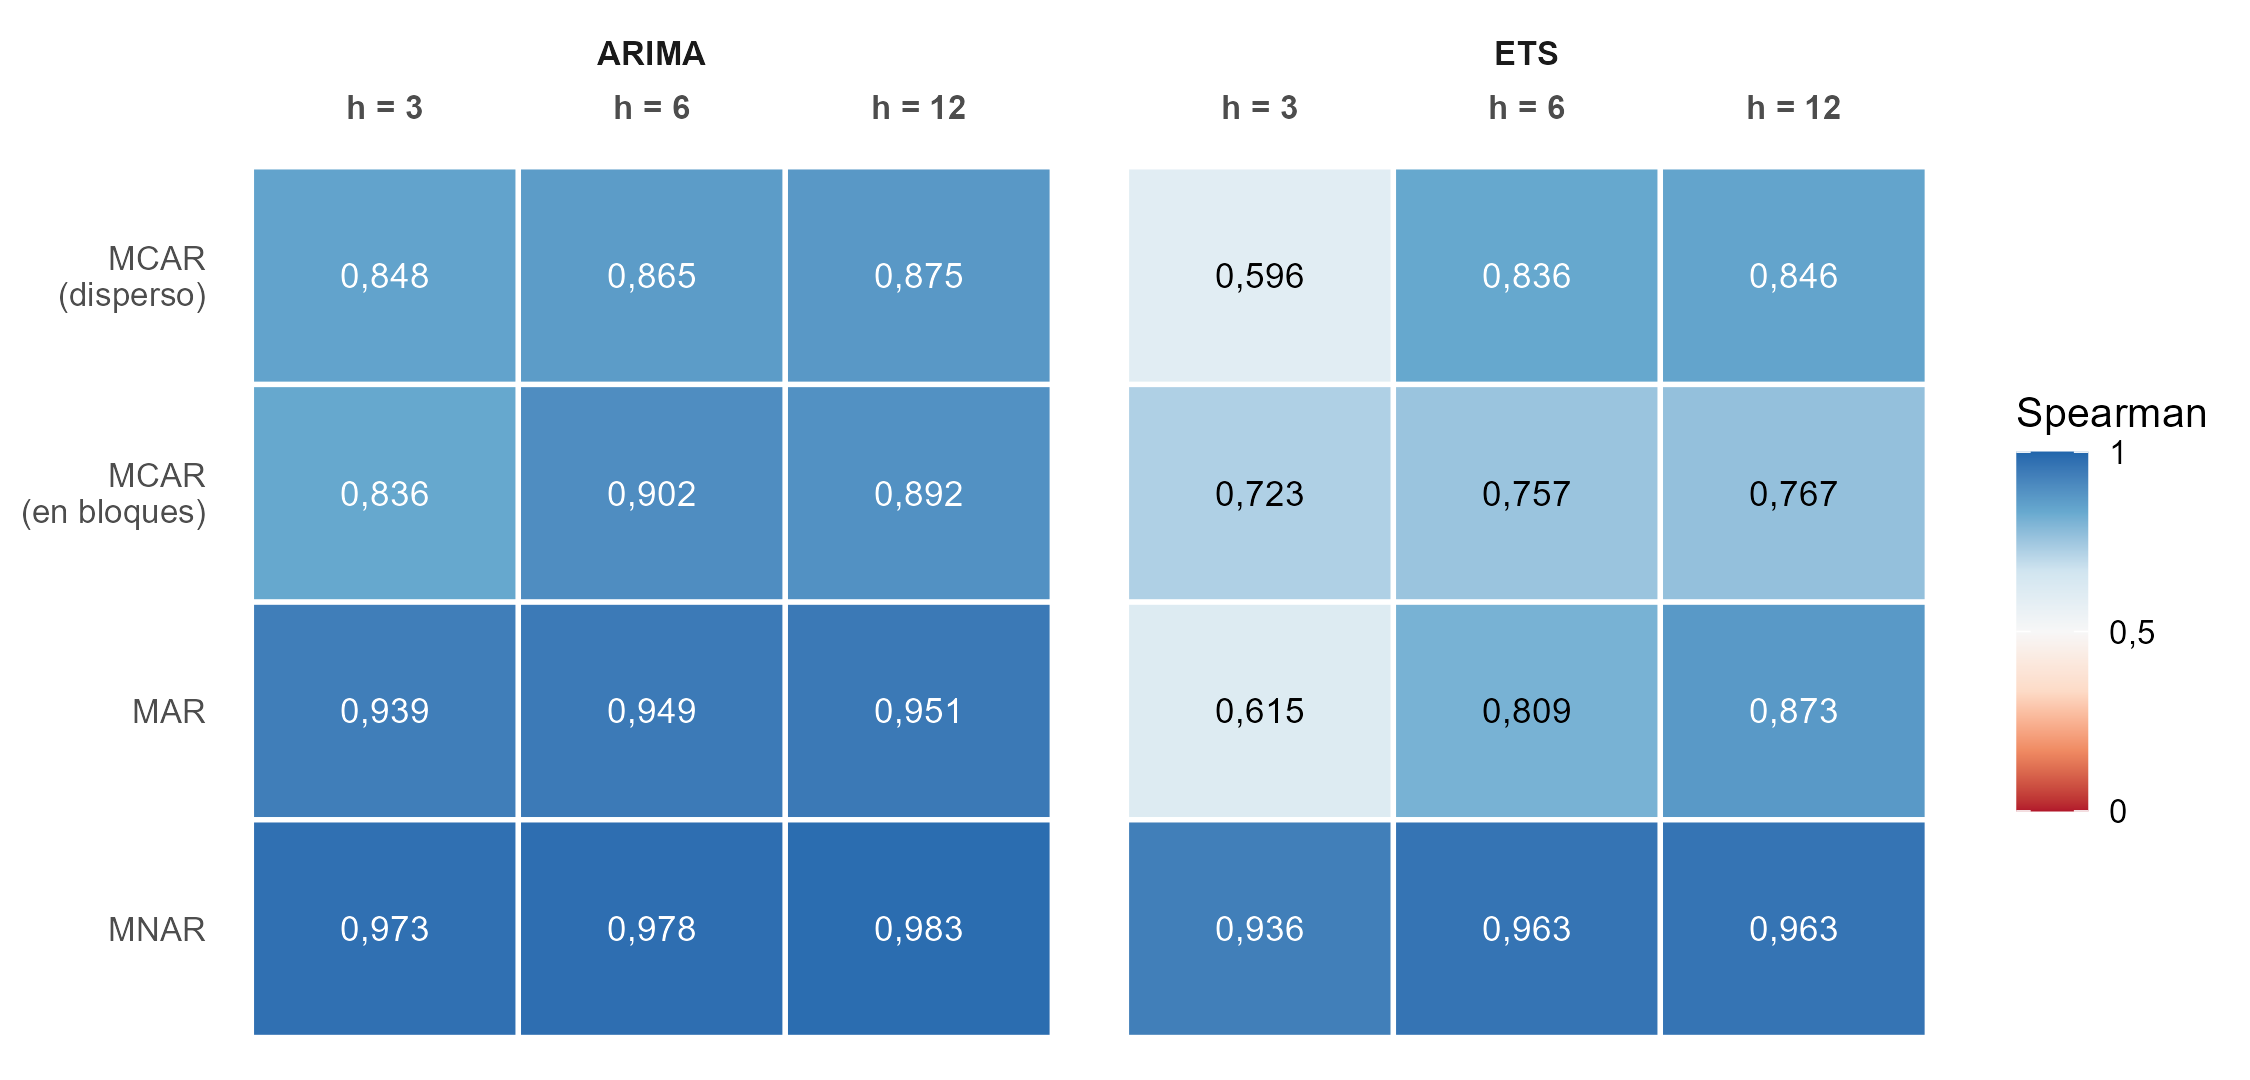 ARIMA ETS
h = 3 h = 6 h = 12 h = 3 h = 6 h = 12
MCAR
(disperso)
0,848 0,865 0,875 0,596 0,836 0,846
MCAR
(en bloques)
0,836 0,902 0,892 0,723 0,757 0,767
MAR
0,939 0,949 0,951 0,615 0,809 0,873
MNAR
0,973 0,978 0,983 0,936 0,963 0,963
Spearman
1
0,5
0